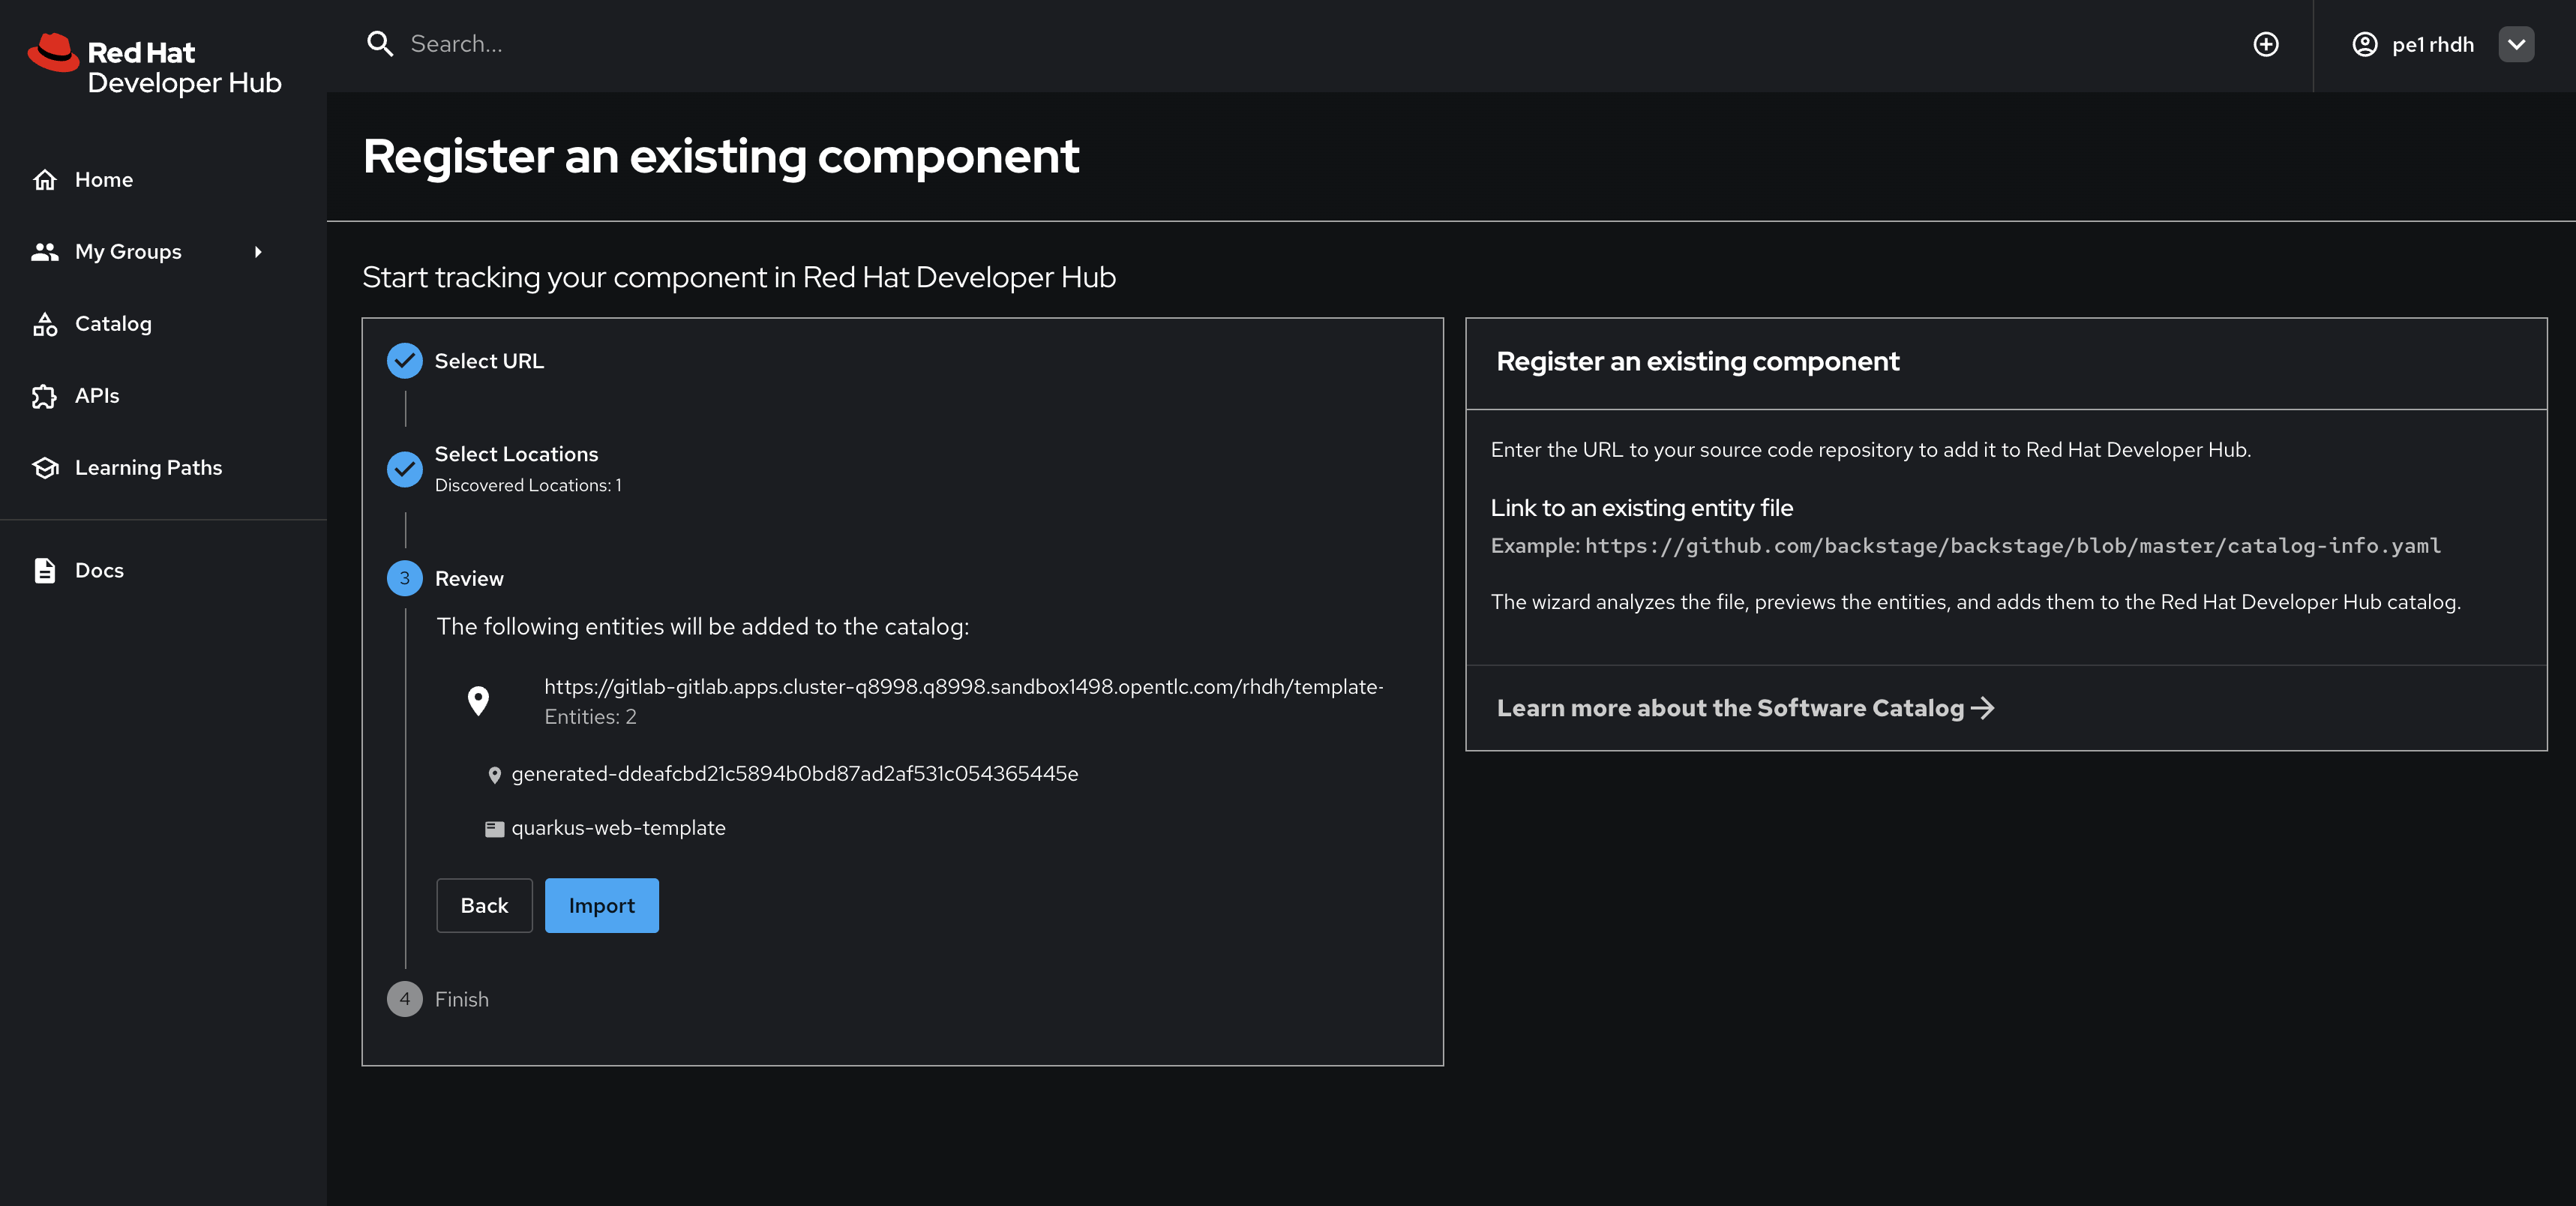 Red Hat
Developer Hub
Search...
pe1 rhdh
Home
My Groups
Catalog
APIs
Learning Paths
Docs
Register an existing component
Start tracking your component in Red Hat Developer Hub
Select URL
Select Locations
Discovered Locations: 1
3 Review
The following entities will be added to the catalog:
https://gitlab-gitlab.apps.cluster-q8998.q8998.sandbox1498.opentlc.com/rhdh/template-
Entities: 2
generated-ddeafcbd21c5894b0bd87ad2af531c054365445e
quarkus-web-template
Back Import
4 Finish
Register an existing component
Enter the URL to your source code repository to add it to Red Hat Developer Hub.
Link to an existing entity file
Example: https://github.com/backstage/backstage/blob/master/catalog-info.yaml
The wizard analyzes the file, previews the entities, and adds them to the Red Hat Developer Hub catalog.
Learn more about the Software Catalog